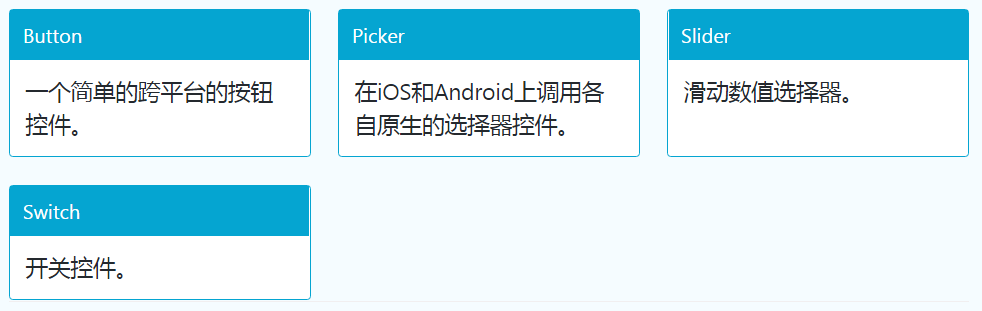 Button
一个简单的跨平台的按钮
控件。
Picker
在iOS和Android上调用各
自原生的选择器控件。
Slider
滑动数值选择器。
Switch
开关控件。